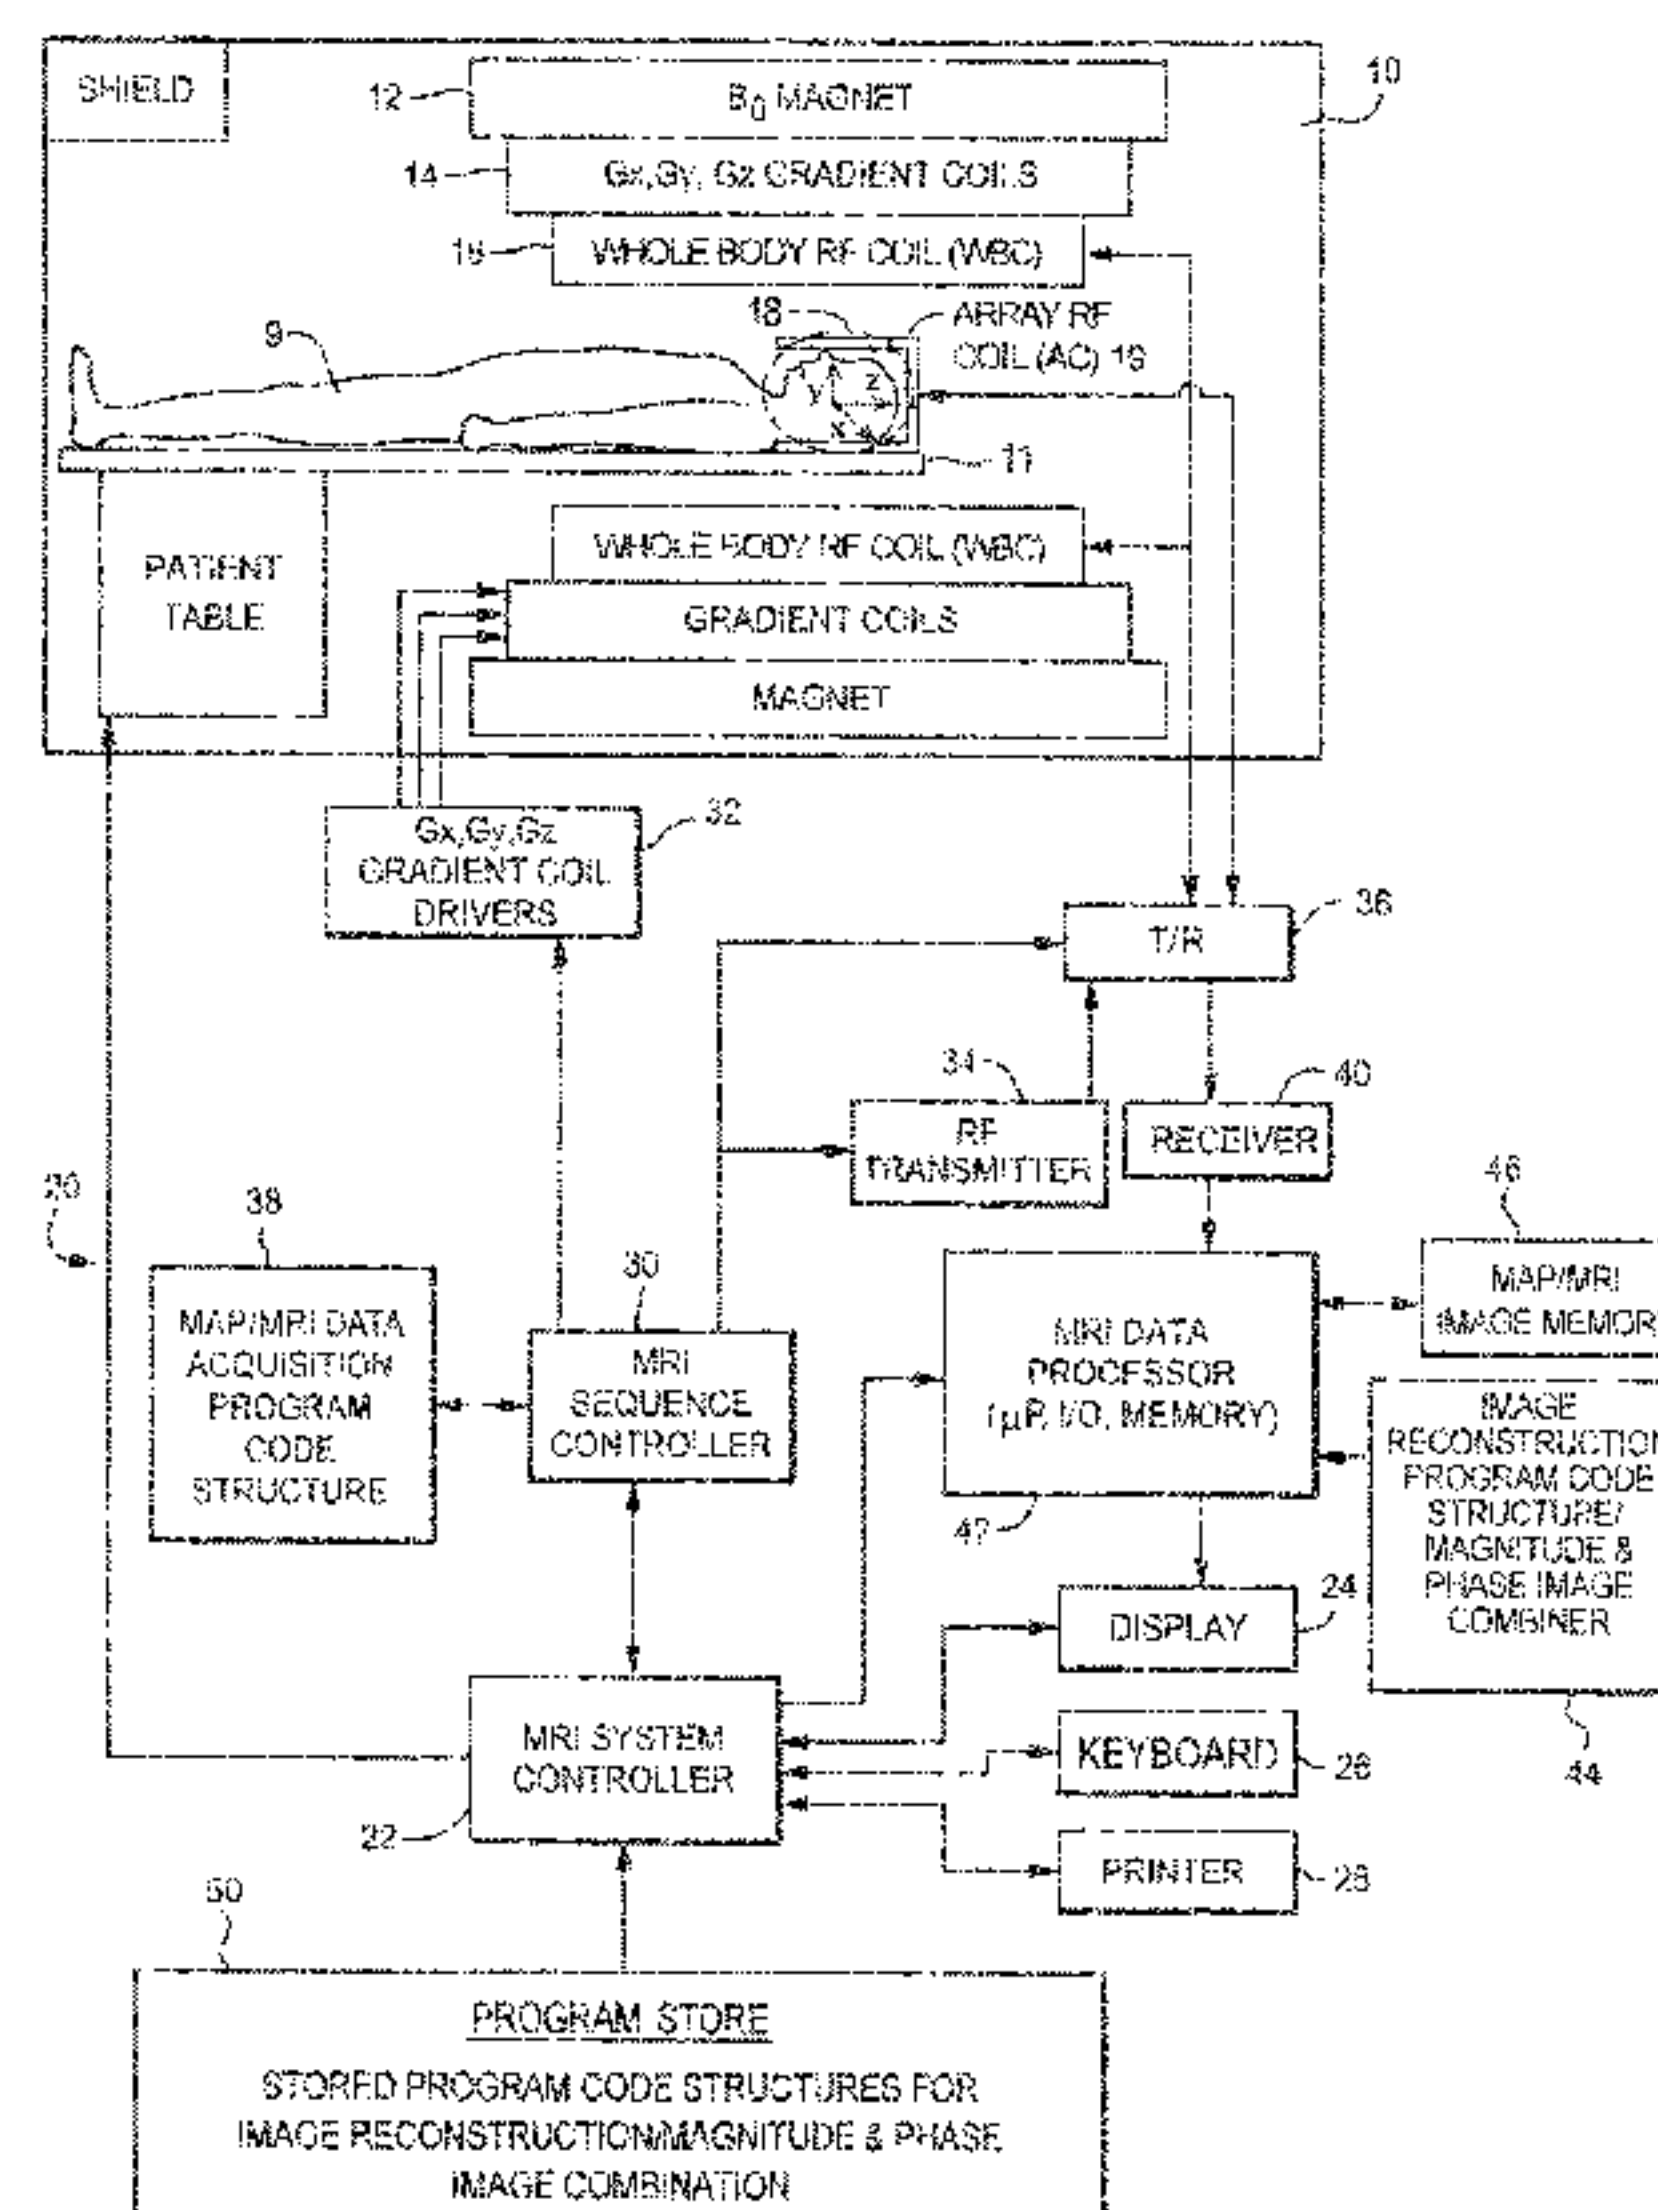 SHIELD
10
12
B0 MAGNET
14
Gx,Gy, Gz GRADIENT COILS
WHOLE BODY RF COIL (WBC)
18
ARRAY RF
COIL (AC) 19
9
y
z
x
11
WHOLE BODY RF COIL (WBC)
PATIENT
TABLE
GRADIENT COILS
MAGNET
Gx,Gy,Gz
GRADIENT COIL
DRIVERS
32
T/R
36
34
40
RF
TRANSMITTER
RECEIVER
20
38
30
46
MAP/MRI DATA
ACQUISITION
PROGRAM
CODE
STRUCTURE
MRI
SEQUENCE
CONTROLLER
MRI DATA
PROCESSOR
(µP, I/O, MEMORY)
MAP/MRI
IMAGE MEMOR
IMAGE
RECONSTRUCTION
PROGRAM CODE
STRUCTURE/
MAGNITUDE &
PHASE IMAGE
COMBINER
42
DISPLAY
24
MRI SYSTEM
CONTROLLER
KEYBOARD
26
44
22
PRINTER
28
50
PROGRAM STORE
STORED PROGRAM CODE STRUCTURES FOR
IMAGE RECONSTRUCTION/MAGNITUDE & PHASE
IMAGE COMBINATION